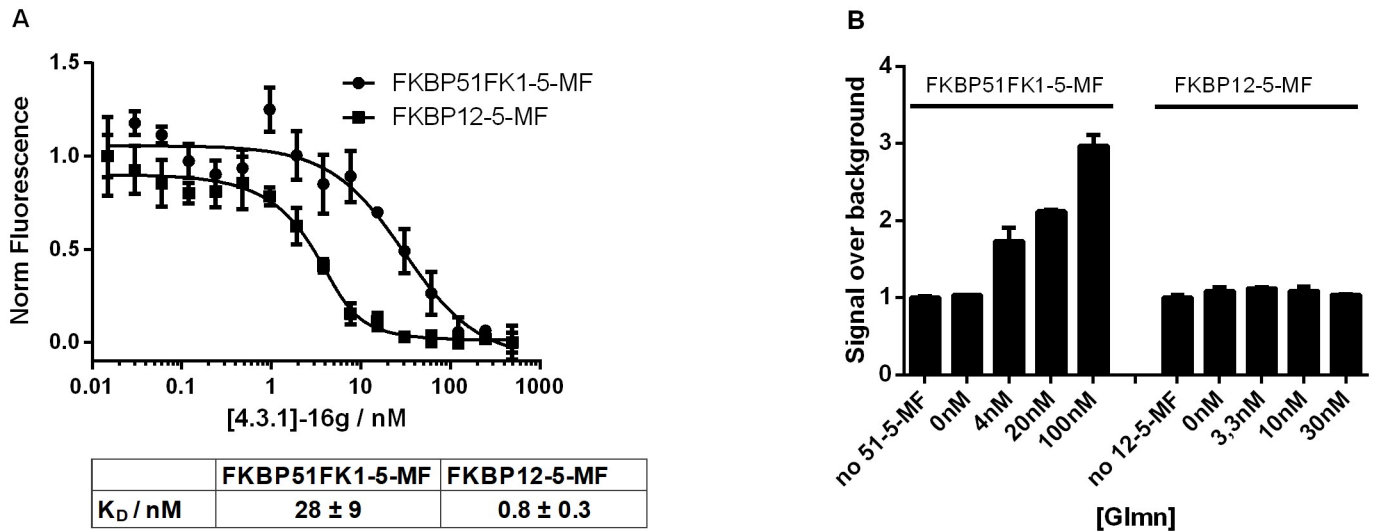 A
Norm Fluorescence
1.5
1.0
0.5
0.0
FKBP51FK1-5-MF
FKBP12-5-MF
0.01 0.1 1 10 100 1000
[4.3.1]-16g / nM
FKBP51FK1-5-MF FKBP12-5-MF
KD / nM 28 ± 9 0.8 ± 0.3
B
Signal over background
4
3
2
1
0
FKBP51FK1-5-MF FKBP12-5-MF
no 51-5-MF 0nM 4nM 20nM 100nM no 12-5-MF 0nM 3,3nM 10nM 30nM
[Glmn]